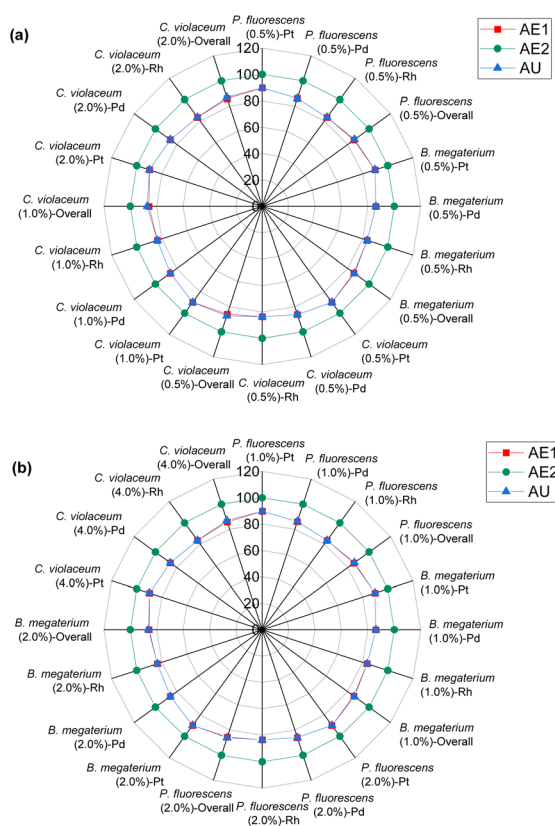 (a)
AE1
AE2
AU
P. fluorescens
(0.5%)-Pt
P. fluorescens
(0.5%)-Pd
P. fluorescens
(0.5%)-Rh
P. fluorescens
(0.5%)-Overall
B. megaterium
(0.5%)-Pt
B. megaterium
(0.5%)-Pd
B. megaterium
(0.5%)-Rh
B. megaterium
(0.5%)-Overall
C. violaceum
(0.5%)-Pt
C. violaceum
(0.5%)-Pd
C. violaceum
(0.5%)-Rh
C. violaceum
(0.5%)-Overall
C. violaceum
(1.0%)-Pt
C. violaceum
(1.0%)-Pd
C. violaceum
(1.0%)-Rh
C. violaceum
(1.0%)-Overall
C. violaceum
(2.0%)-Pt
C. violaceum
(2.0%)-Pd
C. violaceum
(2.0%)-Rh
C. violaceum
(2.0%)-Overall
120
100
80
60
40
20
0
(b)
AE1
AE2
AU
P. fluorescens
(1.0%)-Pt
P. fluorescens
(1.0%)-Pd
P. fluorescens
(1.0%)-Rh
P. fluorescens
(1.0%)-Overall
B. megaterium
(1.0%)-Pt
B. megaterium
(1.0%)-Pd
B. megaterium
(1.0%)-Rh
B. megaterium
(1.0%)-Overall
P. fluorescens
(2.0%)-Pt
P. fluorescens
(2.0%)-Pd
P. fluorescens
(2.0%)-Rh
P. fluorescens
(2.0%)-Overall
B. megaterium
(2.0%)-Pt
B. megaterium
(2.0%)-Pd
B. megaterium
(2.0%)-Rh
B. megaterium
(2.0%)-Overall
C. violaceum
(4.0%)-Pt
C. violaceum
(4.0%)-Pd
C. violaceum
(4.0%)-Rh
C. violaceum
(4.0%)-Overall
120
100
80
60
40
20
0